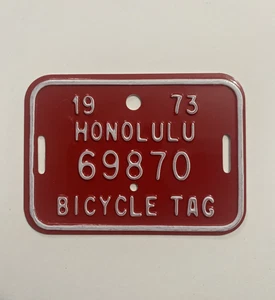 19 73
HONOLULU
69870
BICYCLE TAG